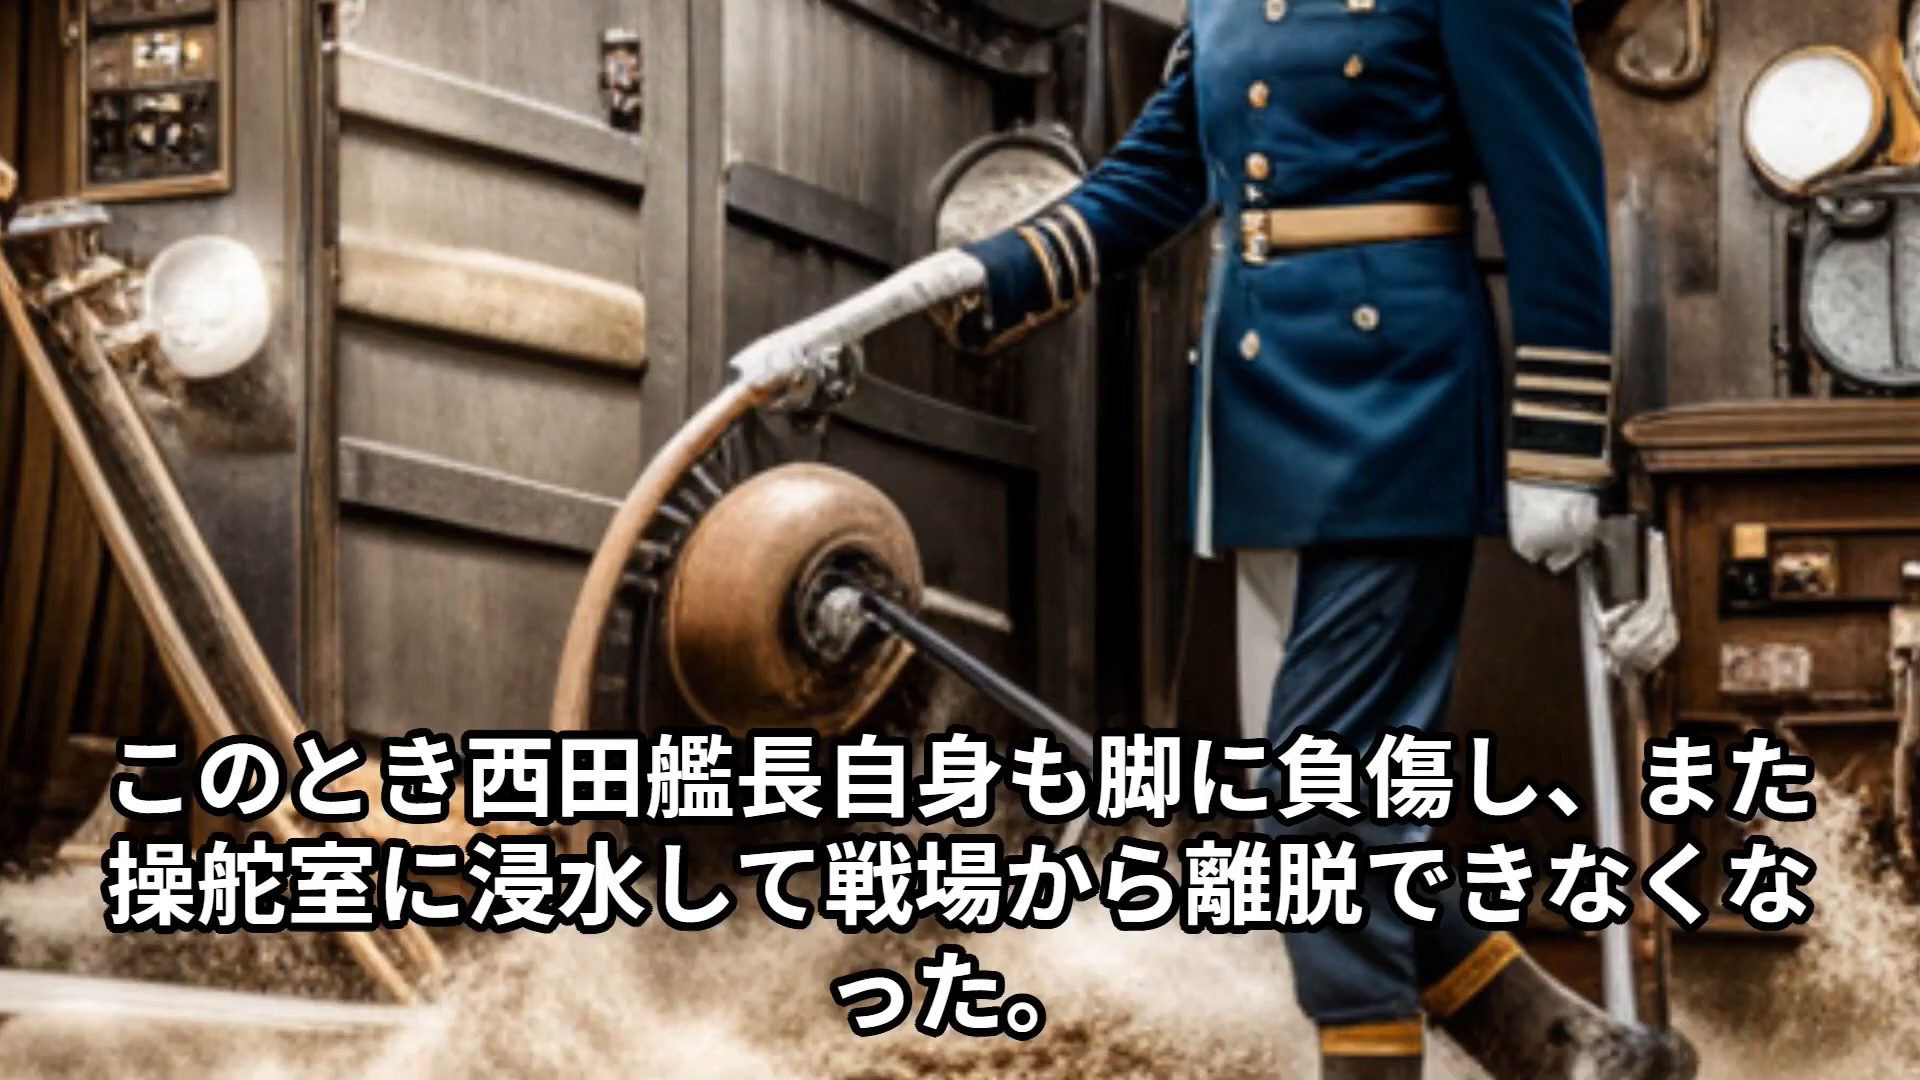 このとき西田艦長自身も脚に負傷し、また
操舵室に浸水して戦場から離脱できなくな
った。